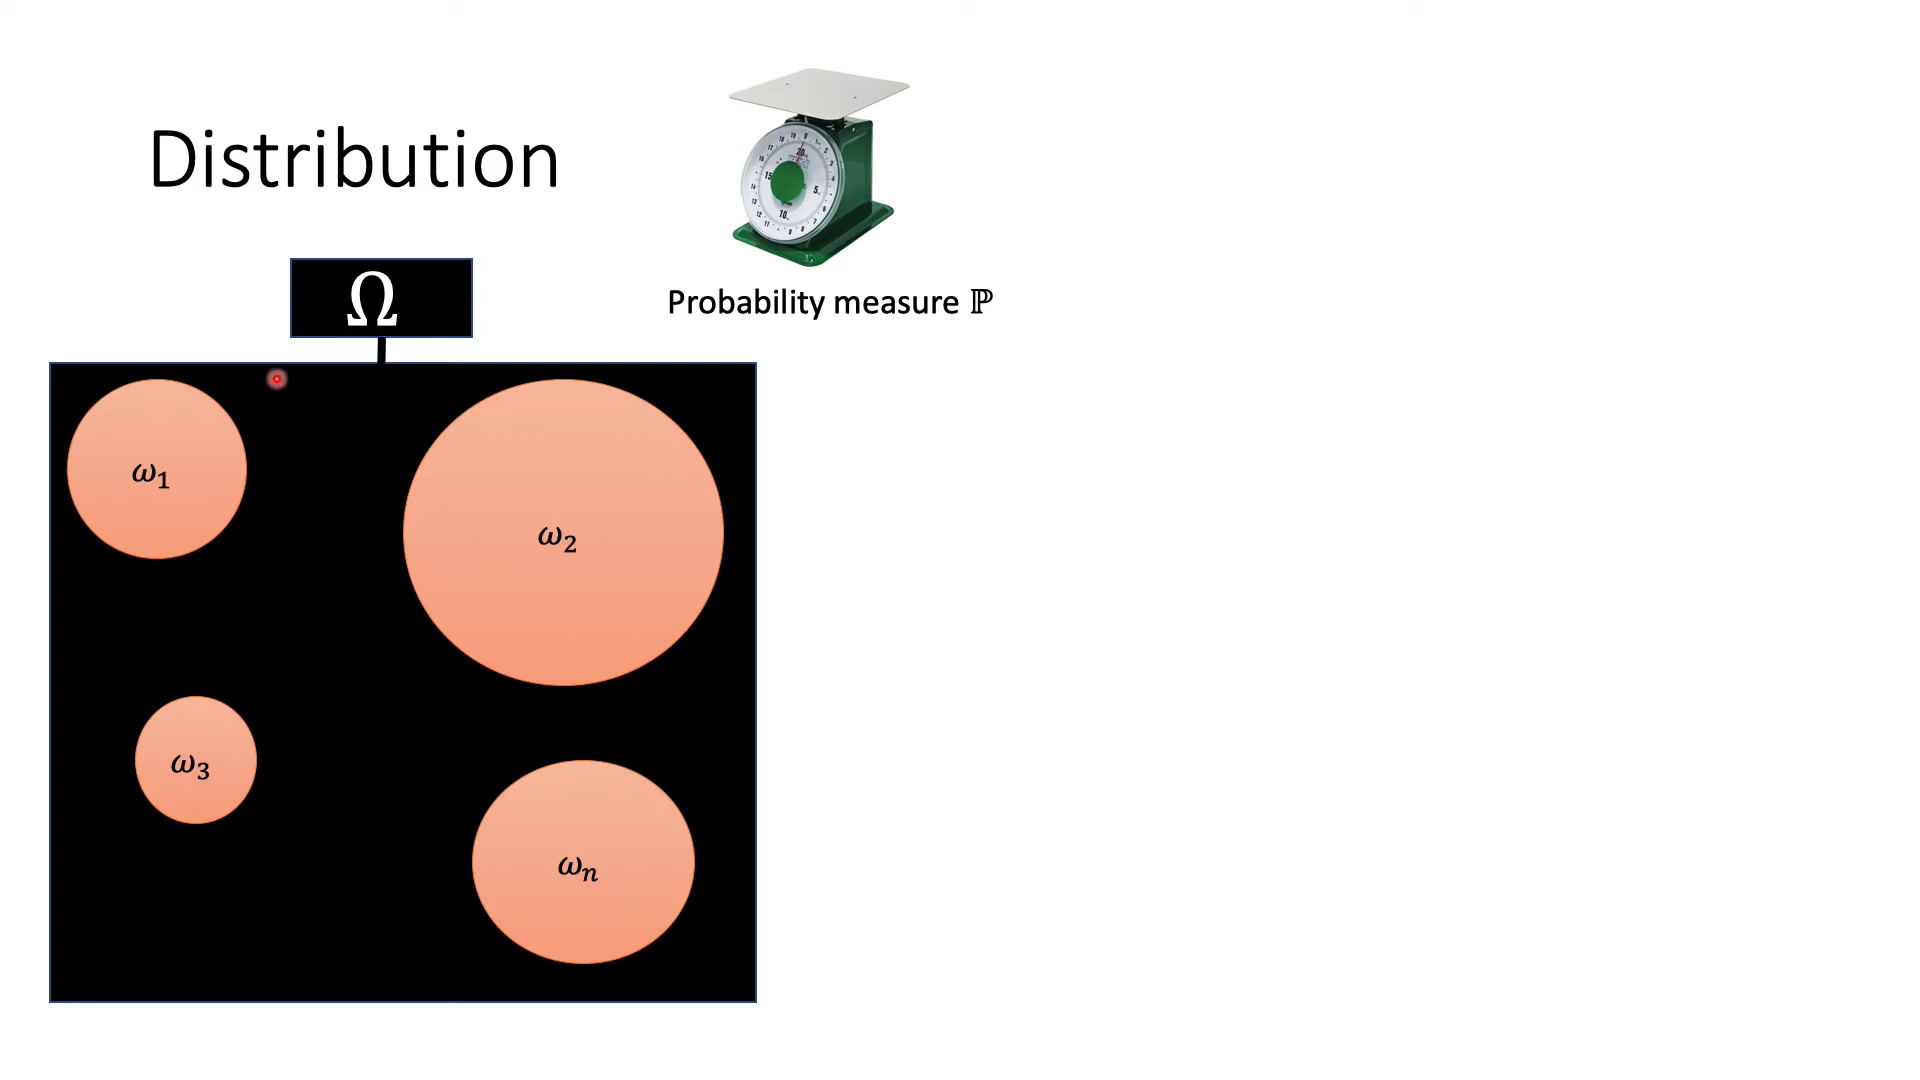 Distribution
Probability measure ℙ
Ω
ω₁
ω₂
ω₃
ωₙ